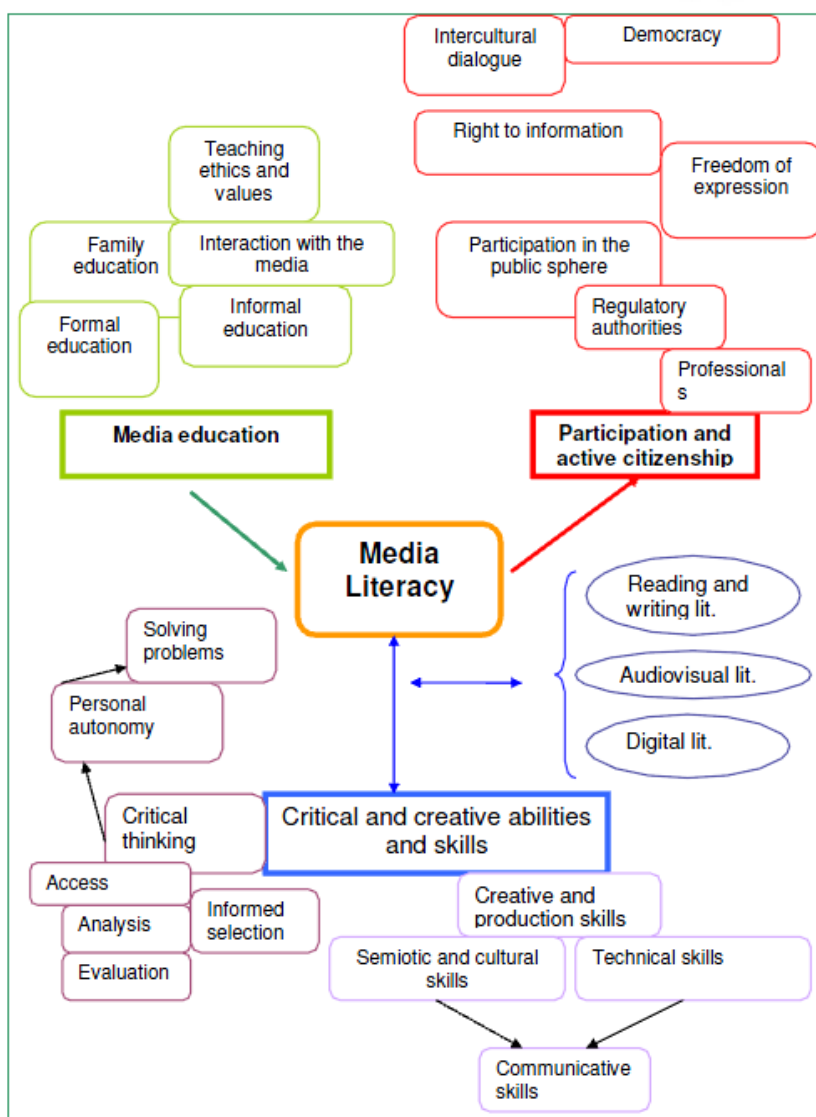 Intercultural
dialogue
Democracy
Right to information
Freedom of
expression
Teaching
ethics and
values
Family
education
Interaction with the
media
Participation in the
public sphere
Formal
education
Informal
education
Regulatory
authorities
Professional
s
Media education
Participation and
active citizenship
Media
Literacy
Reading and
writing lit.
Audiovisual lit.
Digital lit.
Solving
problems
Personal
autonomy
Critical
thinking
Critical and creative abilities
and skills
Access
Analysis
Informed
selection
Evaluation
Creative and
production skills
Semiotic and cultural
skills
Technical skills
Communicative
skills